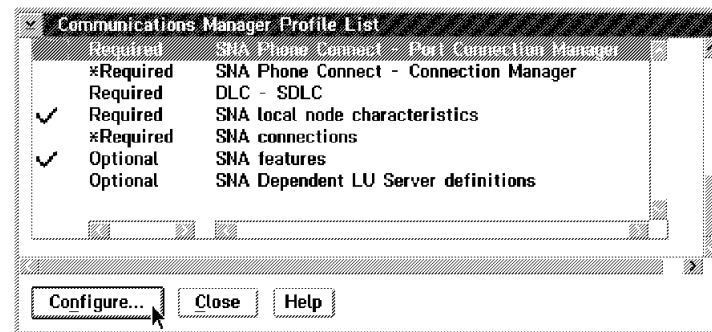 Communications Manager Profile List
Required SNA Phone Connect - Port Connection Manager
*Required SNA Phone Connect - Connection Manager
Required DLC - SDLC
Required SNA local node characteristics
*Required SNA connections
Optional SNA features
Optional SNA Dependent LU Server definitions
Configure... Close Help